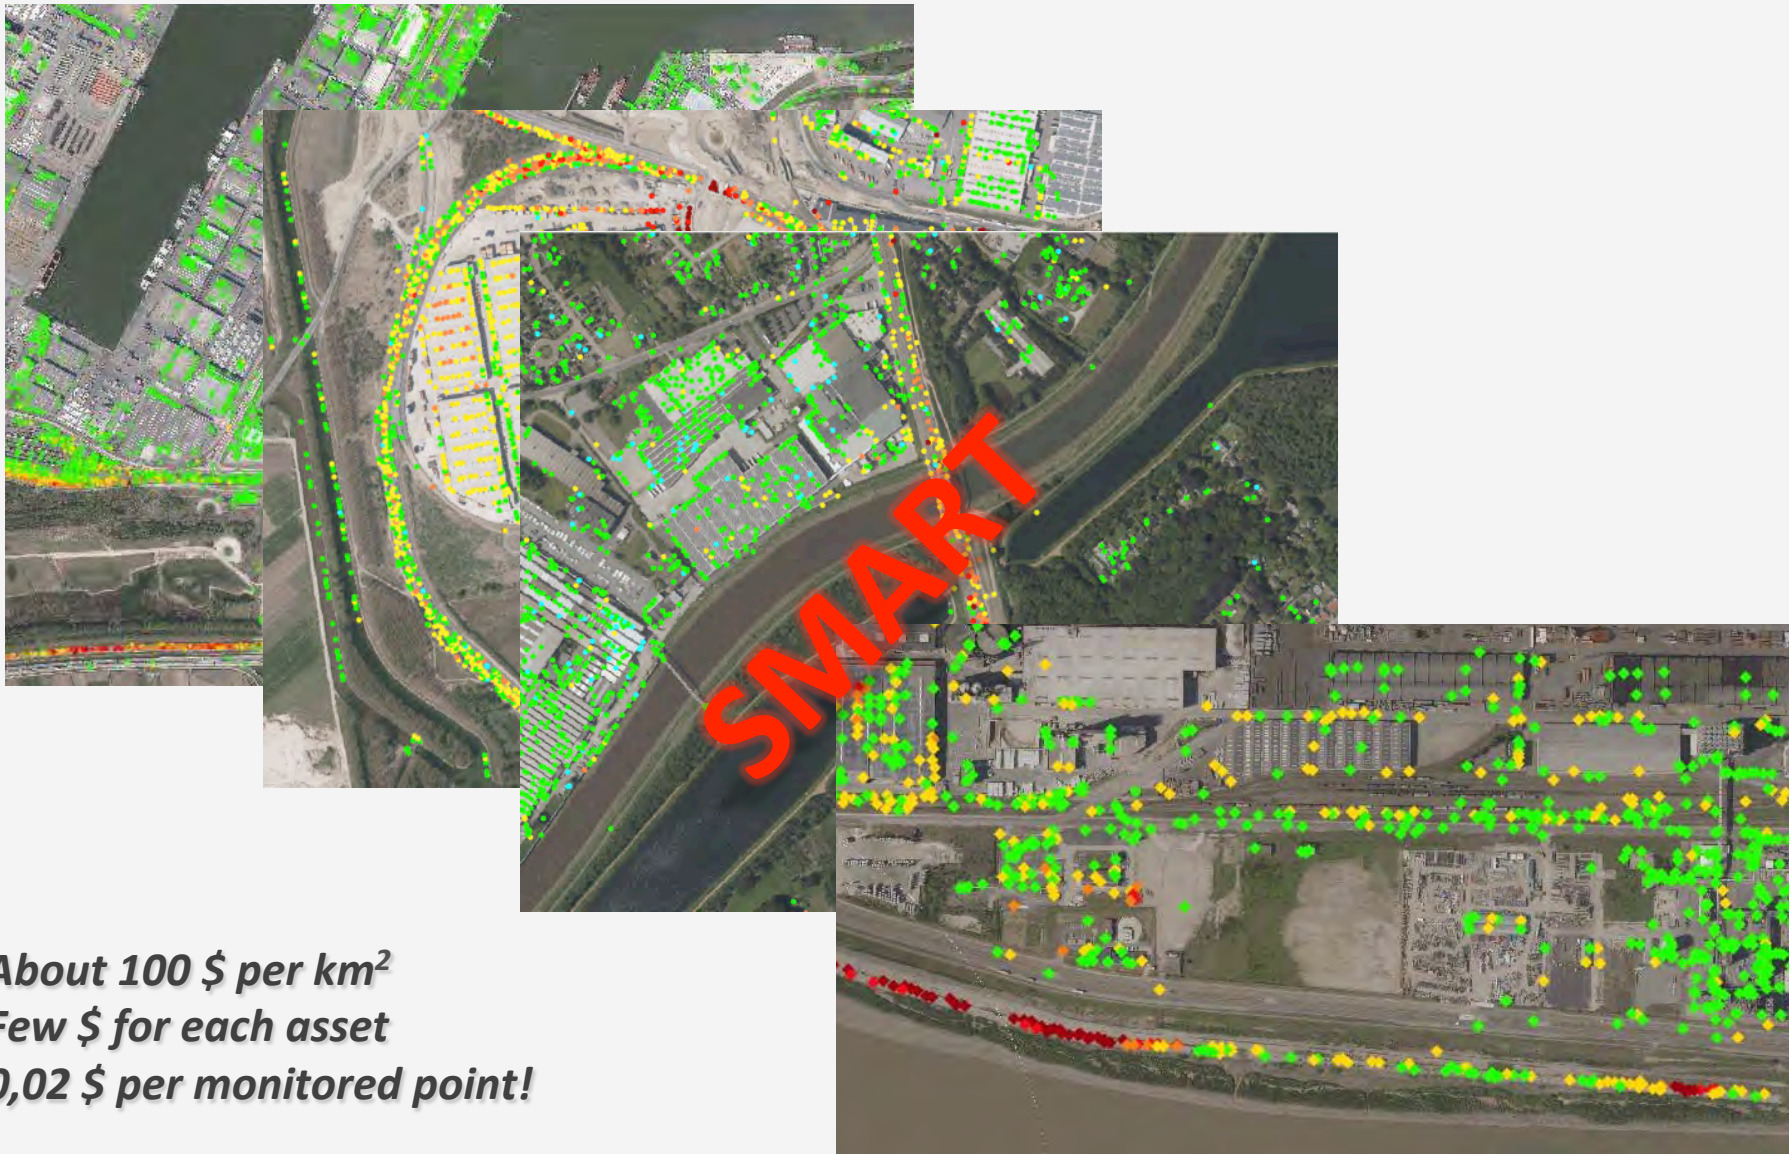 SMART
About 100 $ per km²
Few $ for each asset
0,02 $ per monitored point!